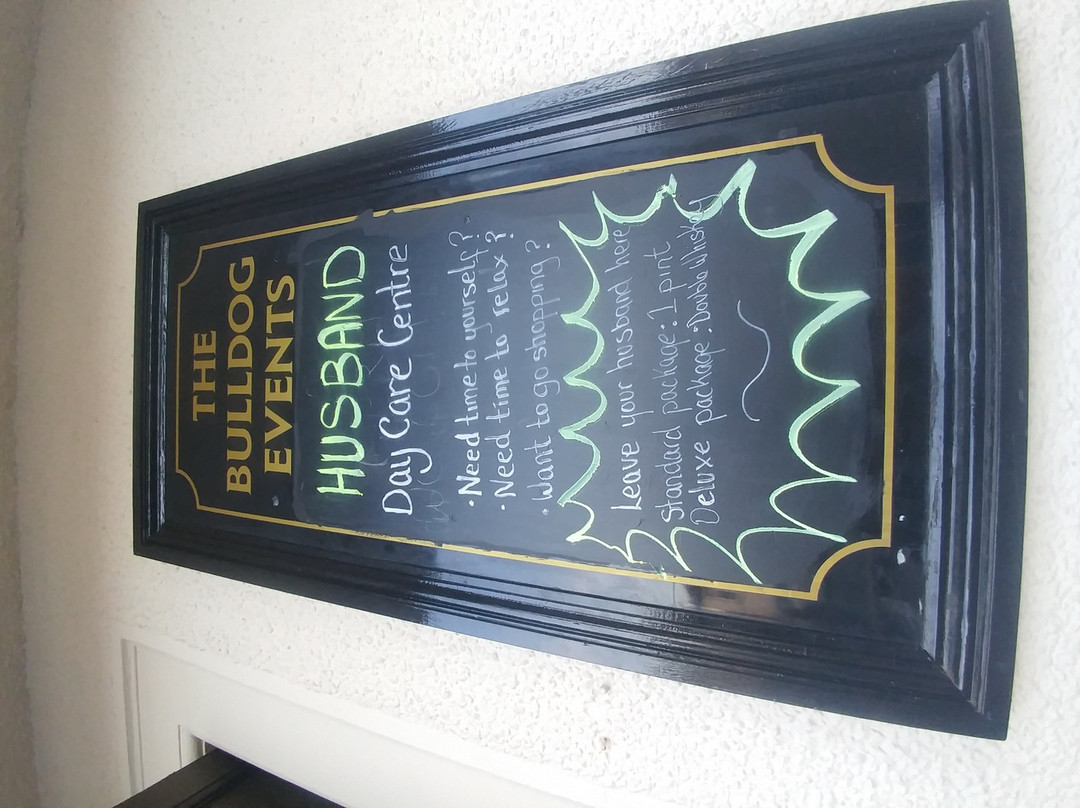 THE
BULLDOG
EVENTS
HUSBAND
Day Care Centre
• Need time to yourself?
• Need time to relax?
• Want to go shopping?
Leave your husband here
Standard package: 1 pint
Deluxe package: Double Whiskey